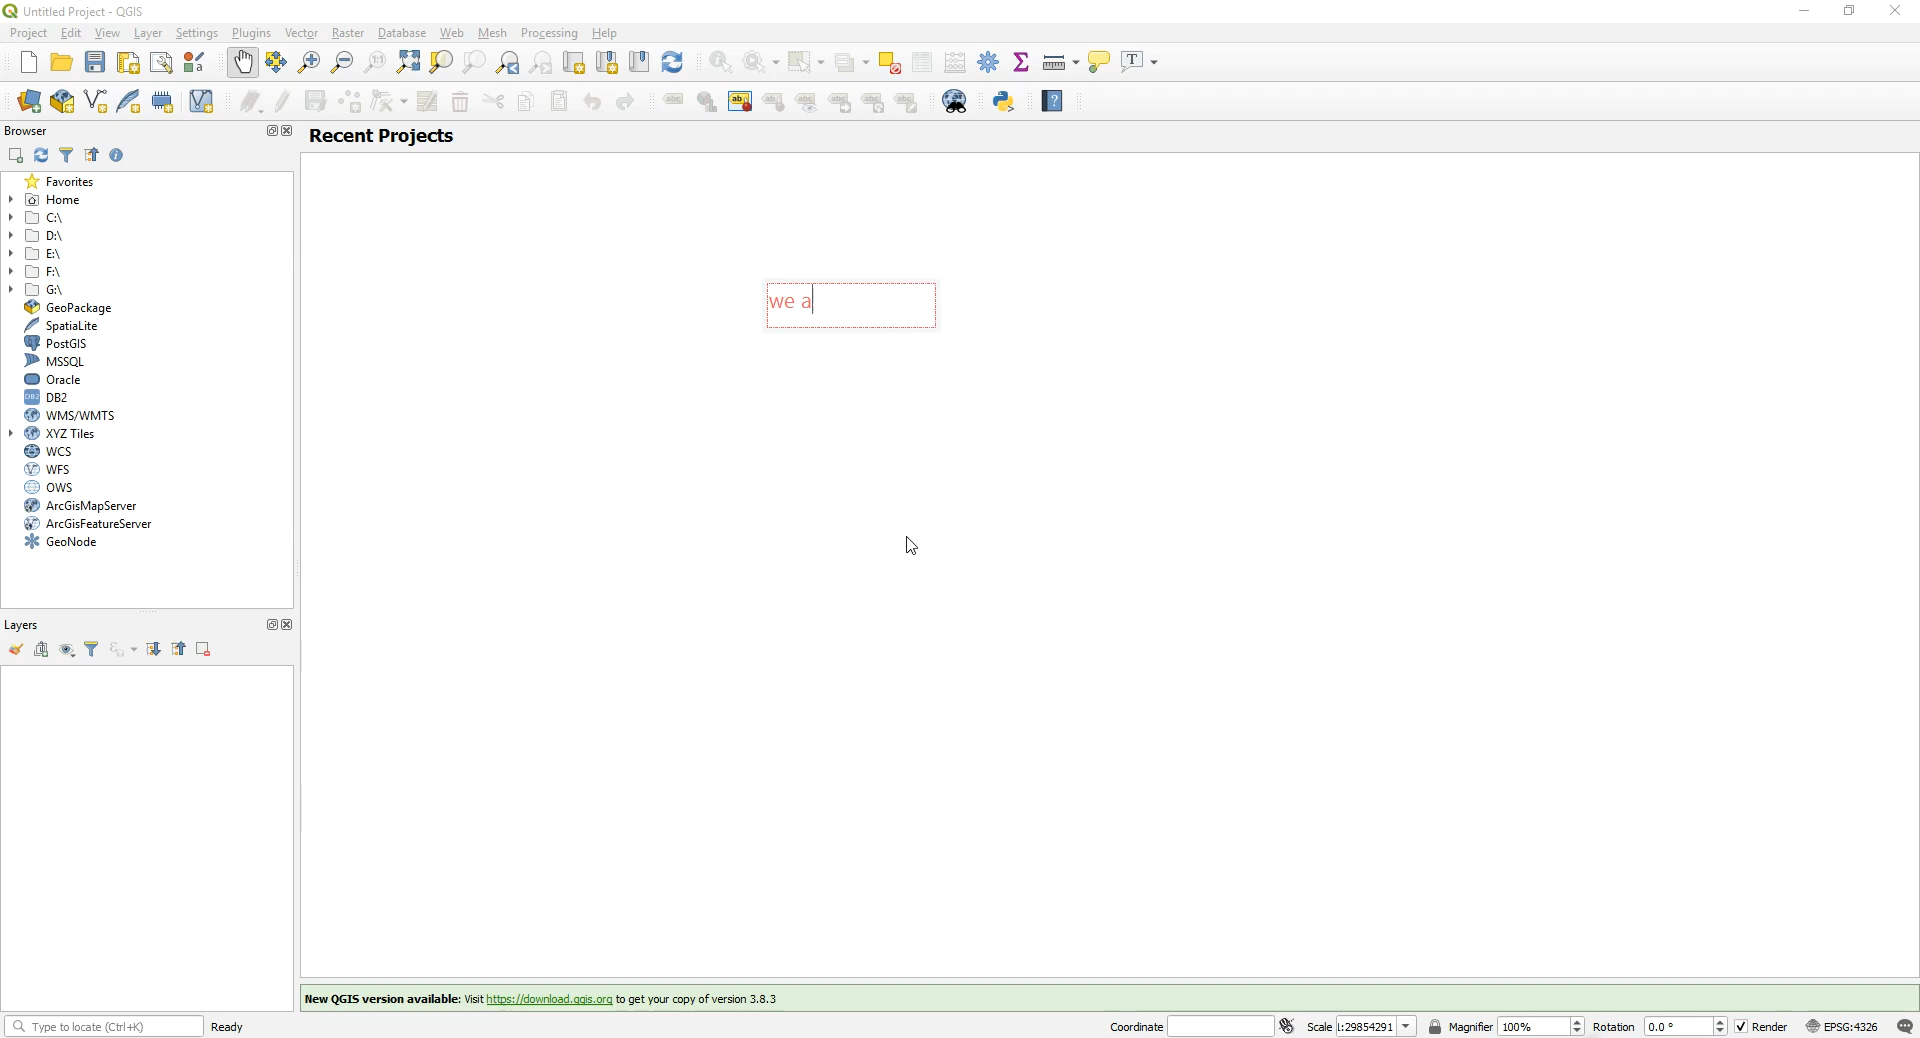 Untitled Project - QGIS
Project Edit View Layer Settings Plugins Vector Raster Database Web Mesh Processing Help
Browser
Recent Projects
Favorites
Home
C:\
D:\
E:\
F:\
G:\
GeoPackage
SpatiaLite
PostGIS
MSSQL
Oracle
DB2
WMS/WMTS
XYZ Tiles
WCS
WFS
OWS
ArcGisMapServer
ArcGisFeatureServer
GeoNode
we a
Layers
New QGIS version available: Visit https://download.qgis.org to get your copy of version 3.8.3
Type to locate (Ctrl+K) Ready Coordinate Scale 1:29854291 Magnifier 100% Rotation 0.0 ° Render EPSG:4326